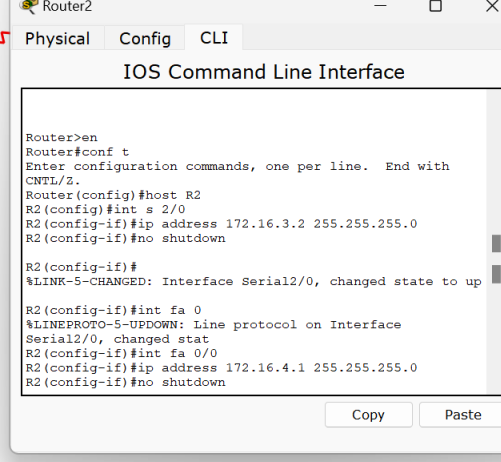 Router2
Physical Config CLI
IOS Command Line Interface
Router>en
Router#conf t
Enter configuration commands, one per line.  End with
CNTL/Z.
Router(config)#host R2
R2(config)#int s 2/0
R2(config-if)#ip address 172.16.3.2 255.255.255.0
R2(config-if)#no shutdown
R2(config-if)#
%LINK-5-CHANGED: Interface Serial2/0, changed state to up
R2(config-if)#int fa 0
%LINEPROTO-5-UPDOWN: Line protocol on Interface
Serial2/0, changed stat
R2(config-if)#int fa 0/0
R2(config-if)#ip address 172.16.4.1 255.255.255.0
R2(config-if)#no shutdown
Copy Paste